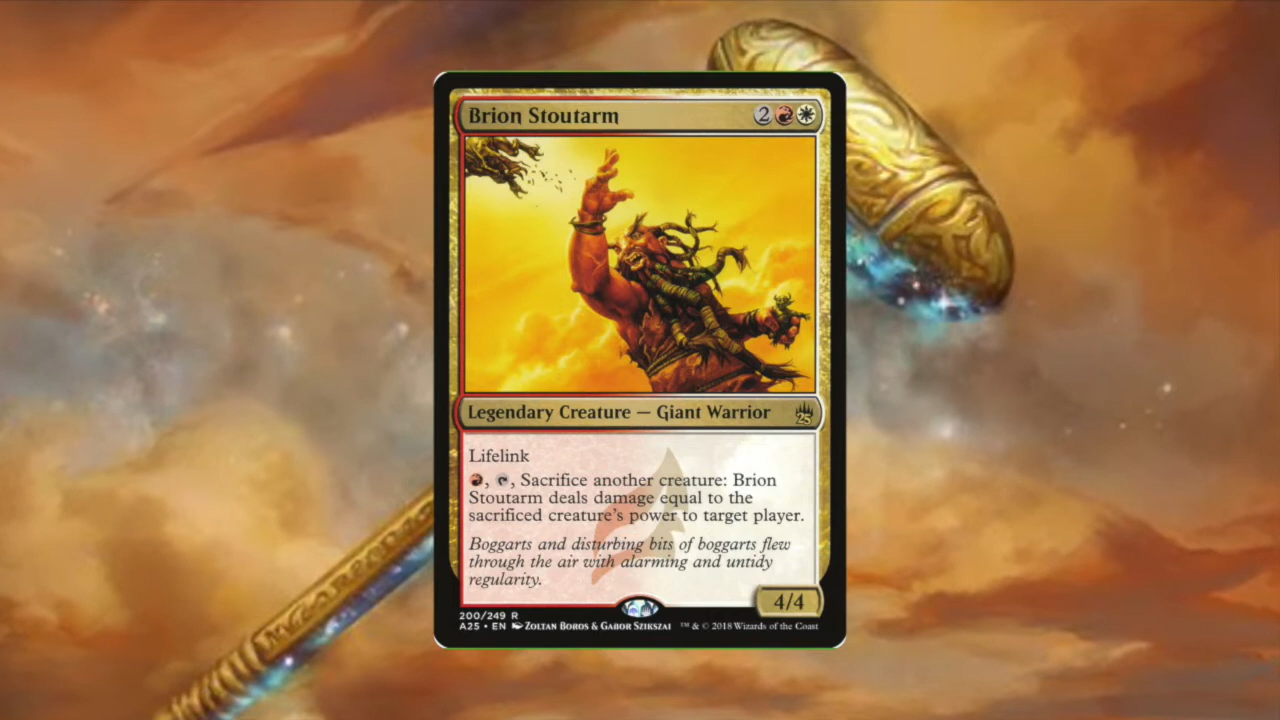 Brion Stoutarm 2
Legendary Creature — Giant Warrior 25
Lifelink
, , Sacrifice another creature: Brion
Stoutarm deals damage equal to the
sacrificed creature's power to target player.
Boggarts and disturbing bits of boggarts flew
through the air with alarming and untidy
regularity.
4/4
200/249 R
A25 • EN Zoltan Boros & Gabor Szikszai ™ & © 2018 Wizards of the Coast